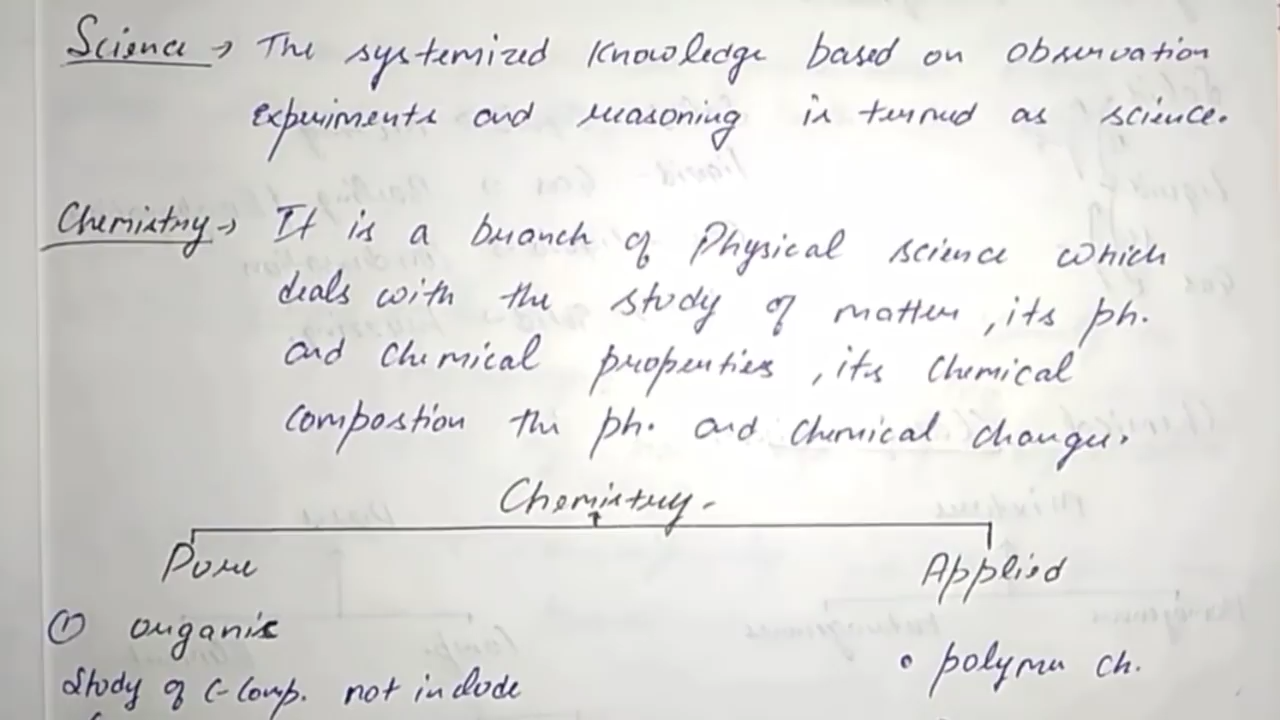 Science → The systemized knowledge based on observation
experiments and reasoning is termed as science.
Chemistry → It is a branch of Physical science which
deals with the study of matter, its ph.
and chemical properties, its chemical
compostion the ph. and chemical changes.
Chemistry.
Pure Applied
① organic
• polymer ch.
Study of C-Comp. not include